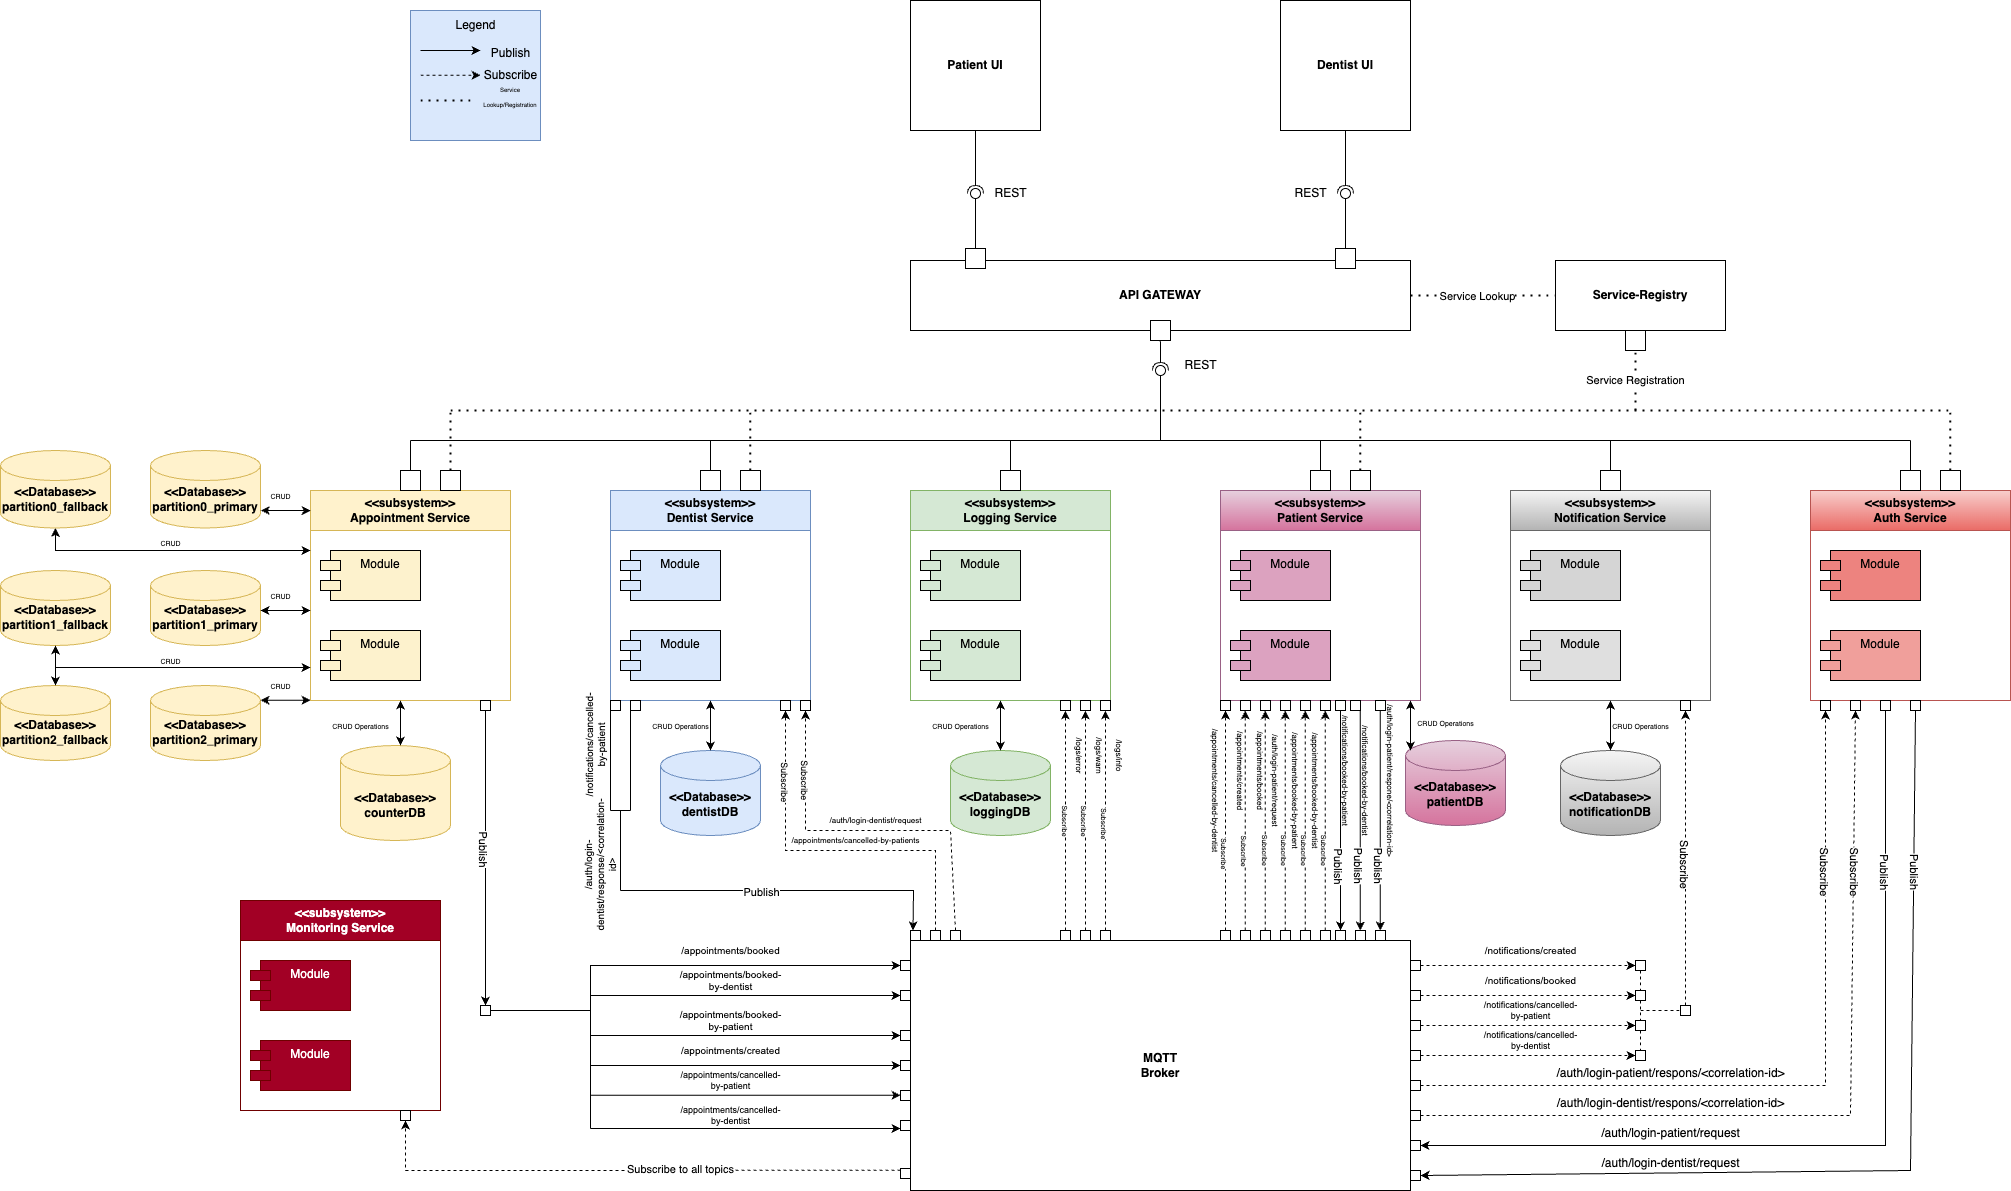 Legend
Publish
Subscribe
Service
Lookup/Registration
Patient UI
Dentist UI
REST
REST
API GATEWAY
Service Lookup
Service-Registry
REST
Service Registration
<<Database>>
partition0_fallback
<<Database>>
partition0_primary
CRUD
CRUD
<<Database>>
partition1_fallback
<<Database>>
partition1_primary
CRUD
CRUD
<<Database>>
partition2_fallback
<<Database>>
partition2_primary
CRUD
<<subsystem>>
Appointment Service
Module
Module
<<subsystem>>
Dentist Service
Module
Module
<<subsystem>>
Logging Service
Module
Module
<<subsystem>>
Patient Service
Module
Module
<<subsystem>>
Notification Service
Module
Module
<<subsystem>>
Auth Service
Module
Module
CRUD Operations
<<Database>>
counterDB
Publish
/notifications/cancelled-
by-patient
/auth/login-
dentist/response/<correlation-
id>
CRUD Operations
<<Database>>
dentistDB
Subscribe
Subscribe
/auth/login-dentist/request
/appointments/cancelled-by-patients
Publish
CRUD Operations
<<Database>>
loggingDB
/logs/error
/logs/warn
/logs/info
Subscribe
Subscribe
Subscribe
/appointments/cancelled-by-dentist
/appointments/created
/appointments/booked
/auth/login-patient/request
/appointments/booked-by-patient
/appointments/booked-by-dentist
/notifications/booked-by-patient
/notifications/booked-by-dentist
/auth/login-patient/respone/<correlation-id>
Subscribe
Subscribe
Subscribe
Subscribe
Subscribe
Subscribe
Publish
Publish
Publish
CRUD Operations
<<Database>>
patientDB
CRUD Operations
<<Database>>
notificationDB
Subscribe
Subscribe
Subscribe
Publish
Publish
<<subsystem>>
Monitoring Service
Module
Module
/appointments/booked
/appointments/booked-
by-dentist
/appointments/booked-
by-patient
/appointments/created
/appointments/cancelled-
by-patient
/appointments/cancelled-
by-dentist
Subscribe to all topics
MQTT
Broker
/notifications/created
/notifications/booked
/notifications/cancelled-
by-patient
/notifications/cancelled-
by-dentist
/auth/login-patient/respons/<correlation-id>
/auth/login-dentist/respons/<correlation-id>
/auth/login-patient/request
/auth/login-dentist/request